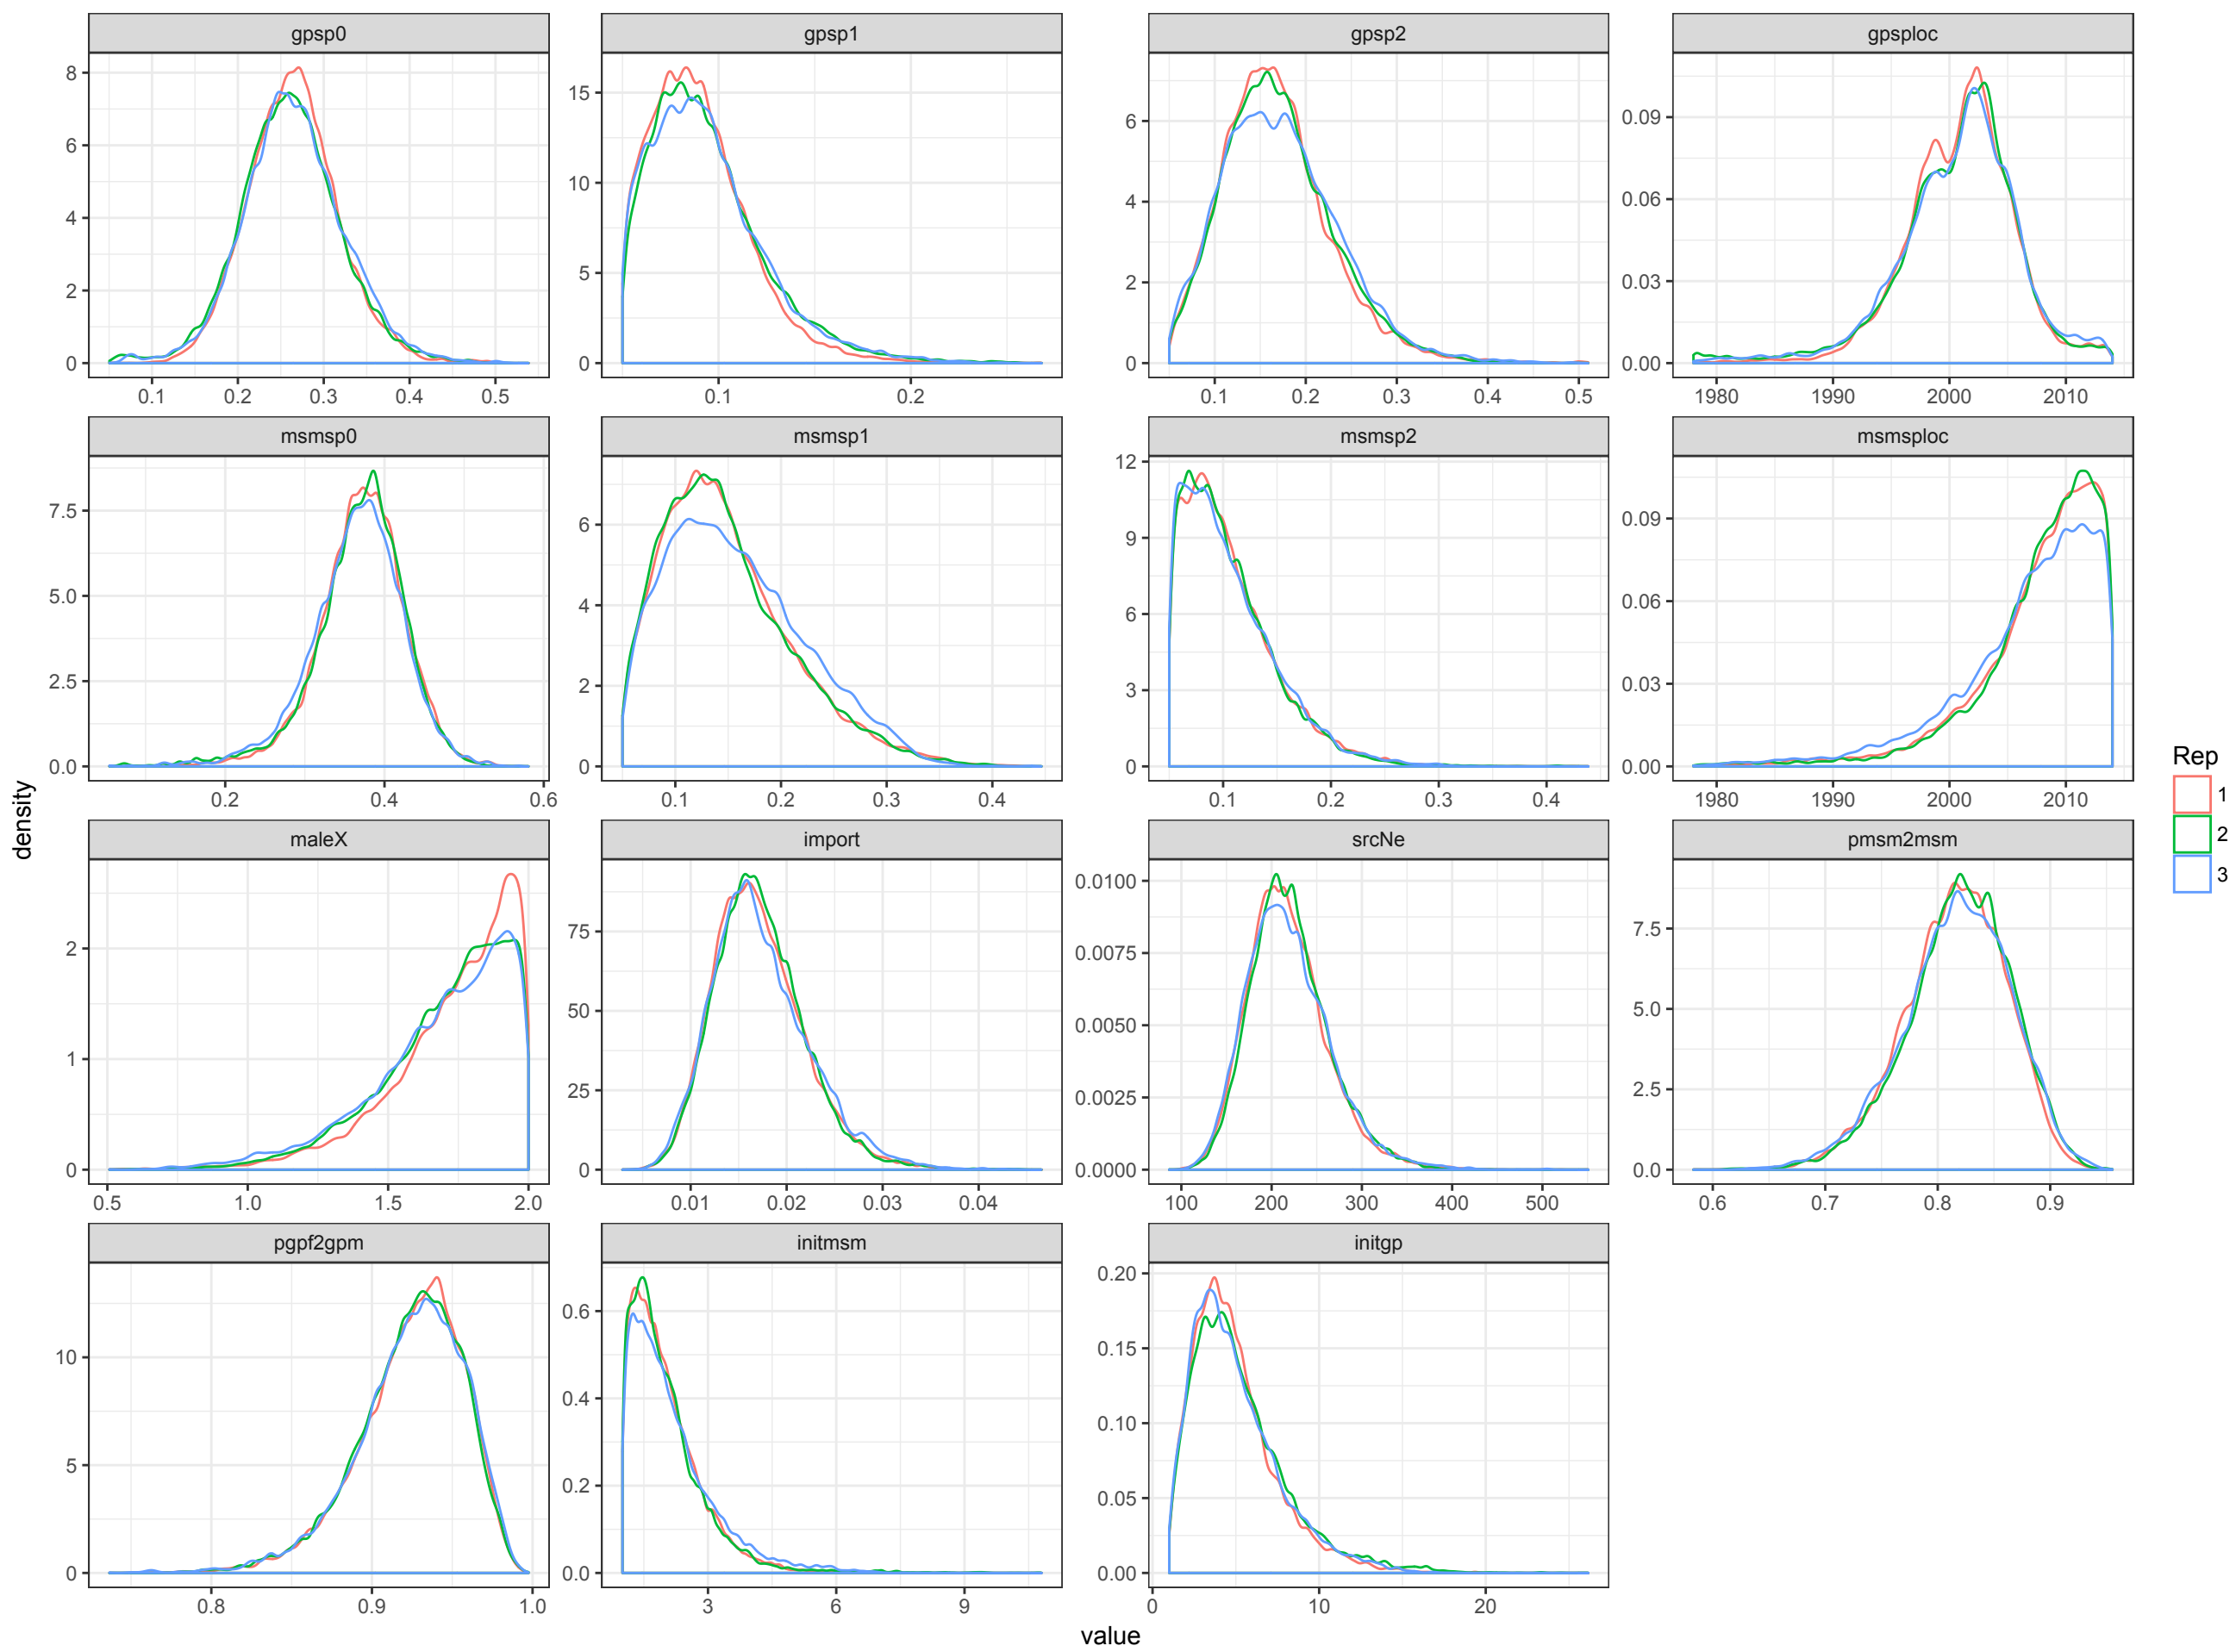 gpsp0 gpsp1 gpsp2 gpsploc
8 6 4 2 0
15 10 5 0
6 4 2 0
0.09 0.06 0.03 0.00
0.1 0.2 0.3 0.4 0.5
0.1 0.2
0.1 0.2 0.3 0.4 0.5
1980 1990 2000 2010
msmsp0 msmsp1 msmsp2 msmsploc
7.5 5.0 2.5 0.0
6 4 2 0
12 9 6 3 0
0.09 0.06 0.03 0.00
0.2 0.4 0.6
0.1 0.2 0.3 0.4
0.1 0.2 0.3 0.4
1980 1990 2000 2010
maleX import srcNe pmsm2msm
2 1 0
75 50 25 0
0.0100 0.0075 0.0050 0.0025 0.0000
7.5 5.0 2.5 0.0
0.5 1.0 1.5 2.0
0.01 0.02 0.03 0.04
100 200 300 400 500
0.6 0.7 0.8 0.9
pgpf2gpm initmsm initgp
10 5 0
0.6 0.4 0.2 0.0
0.20 0.15 0.10 0.05 0.00
0.8 0.9 1.0
3 6 9
0 10 20
density
value
Rep
1
2
3